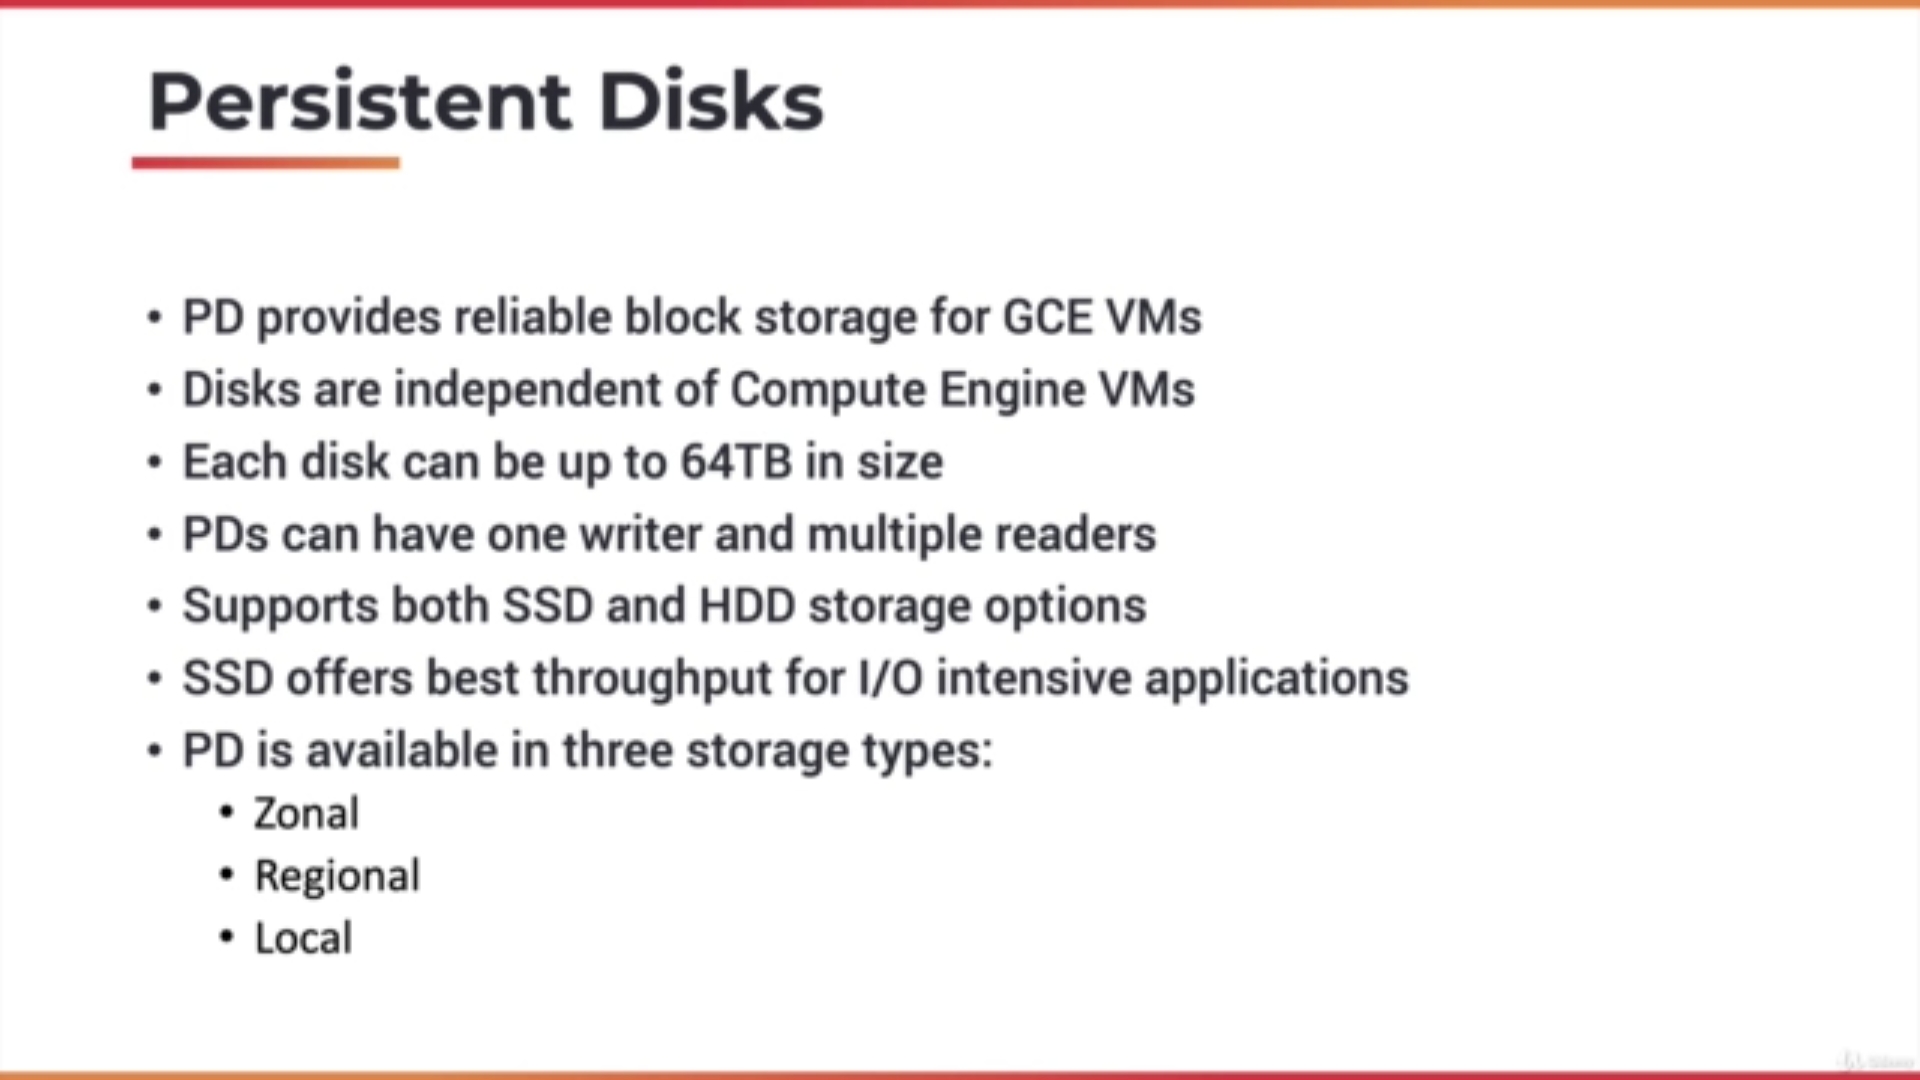 Persistent Disks
• PD provides reliable block storage for GCE VMs
• Disks are independent of Compute Engine VMs
• Each disk can be up to 64TB in size
• PDs can have one writer and multiple readers
• Supports both SSD and HDD storage options
• SSD offers best throughput for I/O intensive applications
• PD is available in three storage types:
• Zonal
• Regional
• Local